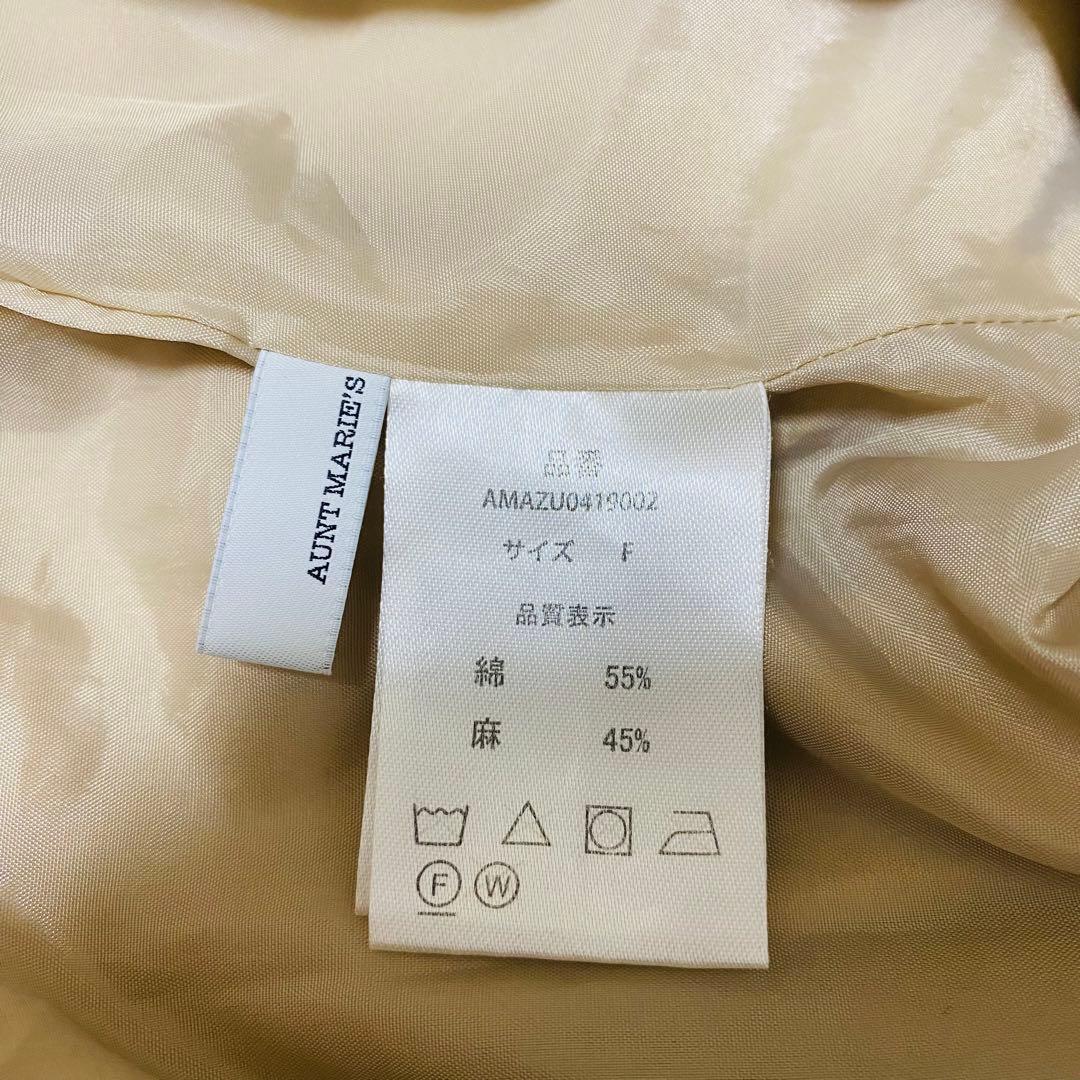 AUNT MARIE'S
品番
AMAZU0419002
サイズ F
品質表示
綿 55%
麻 45%
F W